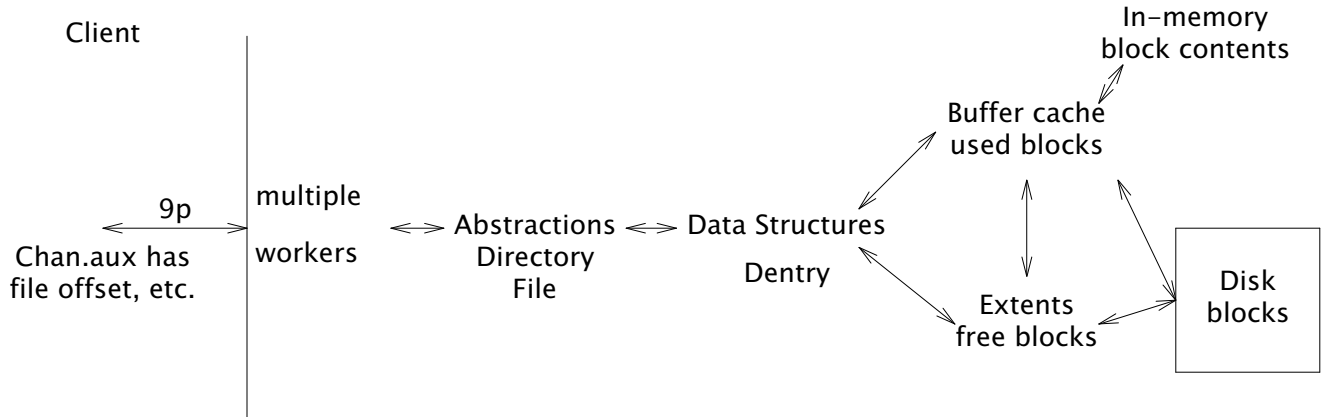 Client
9p
Chan.aux has
file offset, etc.
multiple
workers
Abstractions
Directory
File
Data Structures
Dentry
In−memory
block contents
Buffer cache
used blocks
Extents
free blocks
Disk
blocks